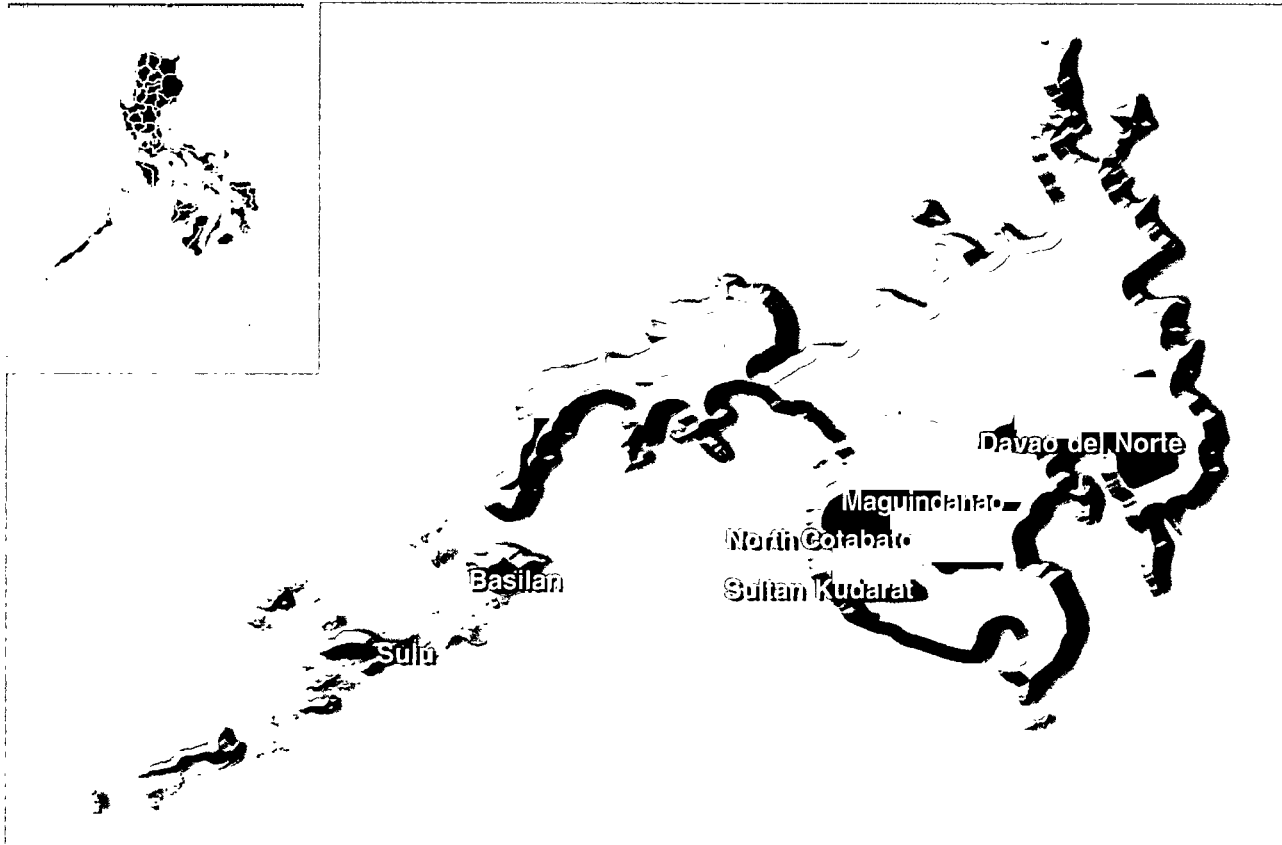 Davao del Norte
Maguindanao
North Cotabato
Basilan
Sultan Kudarat
Sulu